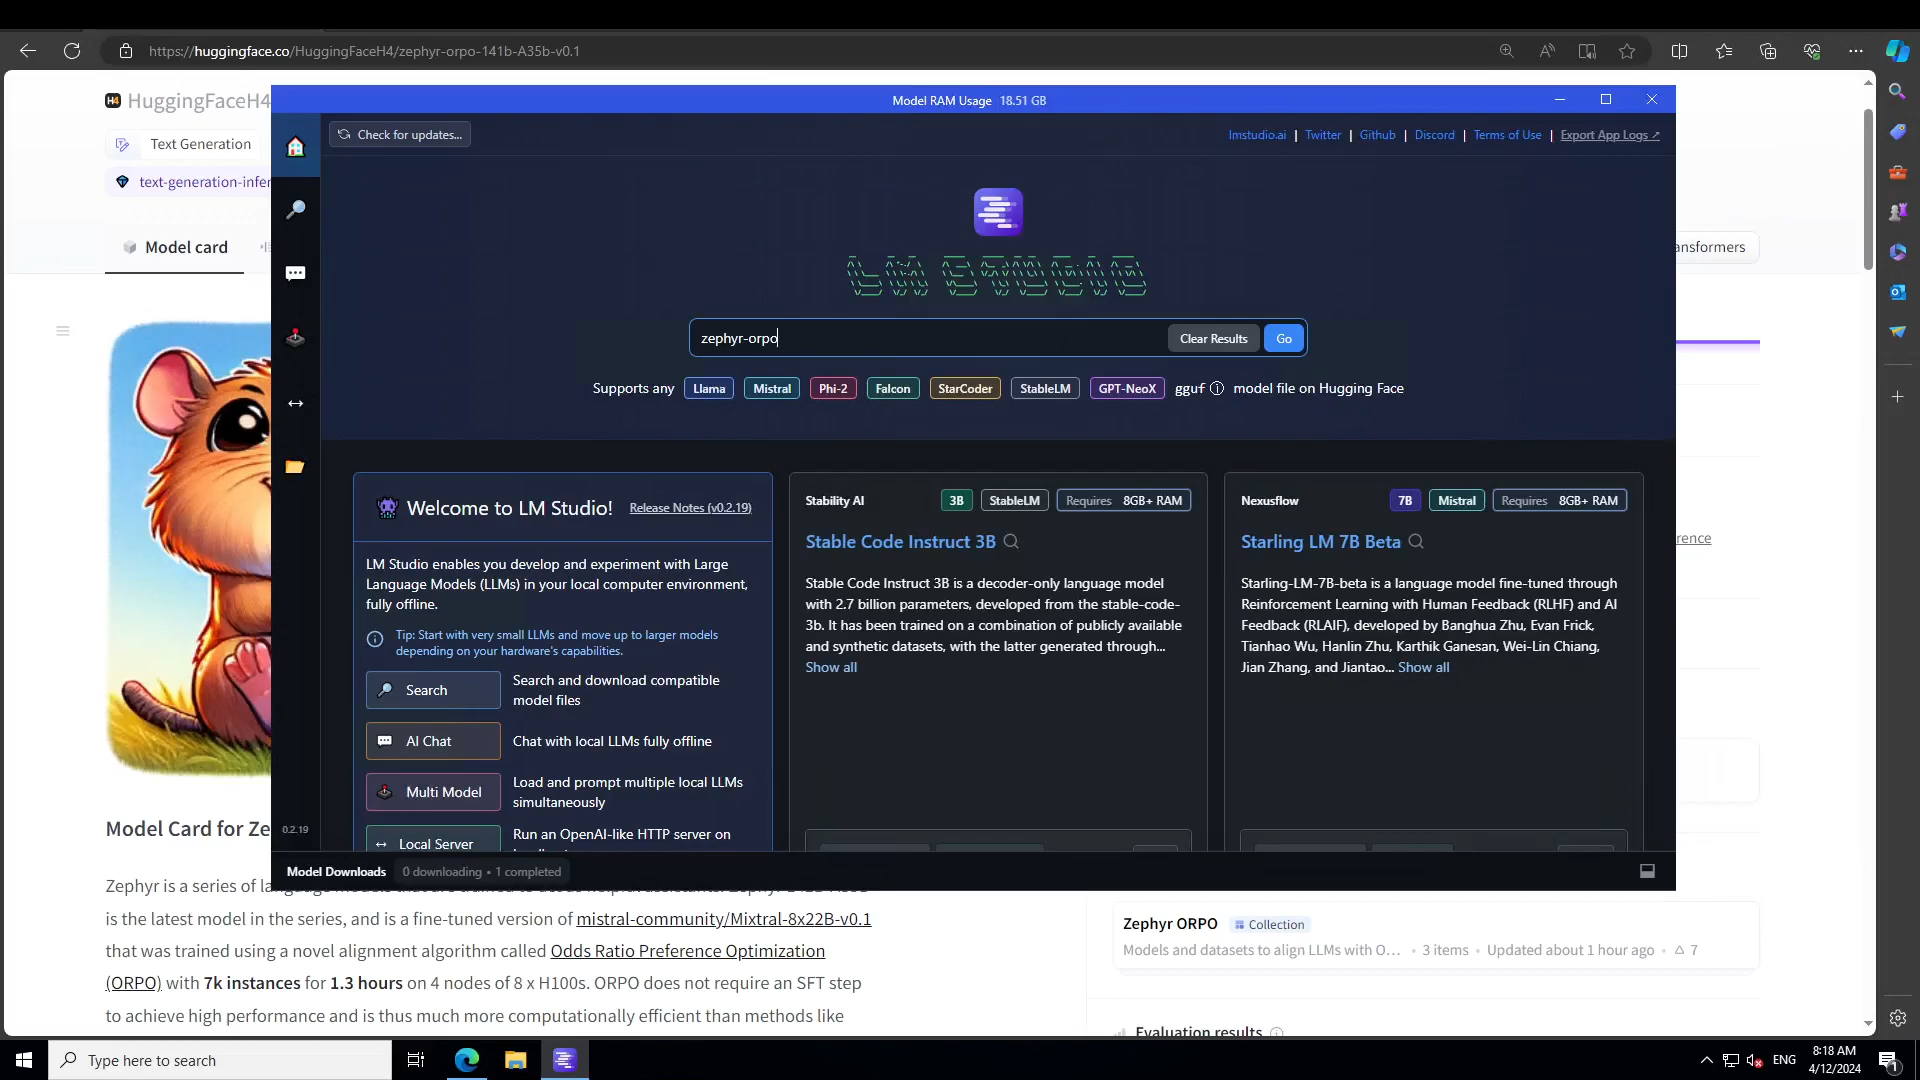 https://huggingface.co/HuggingFaceH4/zephyr-orpo-141b-A35b-v0.1
H4 HuggingFaceH4
Text Generation
text-generation-infer
Model card
ansformers
Model RAM Usage 18.51 GB
Check for updates...
lmstudio.ai | Twitter | Github | Discord | Terms of Use | Export App Logs ↗
LM STUDIO
zephyr-orpo
Clear Results
Go
Supports any Llama Mistral Phi-2 Falcon StarCoder StableLM GPT-NeoX gguf model file on Hugging Face
Welcome to LM Studio! Release Notes (v0.2.19)
LM Studio enables you develop and experiment with Large
Language Models (LLMs) in your local computer environment,
fully offline.
Tip: Start with very small LLMs and move up to larger models
depending on your hardware's capabilities.
Search
Search and download compatible
model files
AI Chat
Chat with local LLMs fully offline
Multi Model
Load and prompt multiple local LLMs
simultaneously
Local Server
Run an OpenAI-like HTTP server on
Stability AI 3B StableLM Requires 8GB+ RAM
Stable Code Instruct 3B
Stable Code Instruct 3B is a decoder-only language model
with 2.7 billion parameters, developed from the stable-code-
3b. It has been trained on a combination of publicly available
and synthetic datasets, with the latter generated through...
Show all
Nexusflow 7B Mistral Requires 8GB+ RAM
Starling LM 7B Beta
Starling-LM-7B-beta is a language model fine-tuned through
Reinforcement Learning with Human Feedback (RLHF) and AI
Feedback (RLAIF), developed by Banghua Zhu, Evan Frick,
Tianhao Wu, Hanlin Zhu, Karthik Ganesan, Wei-Lin Chiang,
Jian Zhang, and Jiantao... Show all
0.2.19
Model Downloads 0 downloading • 1 completed
rence
Model Card for Ze
Zephyr is a series of
is the latest model in the series, and is a fine-tuned version of mistral-community/Mixtral-8x22B-v0.1
that was trained using a novel alignment algorithm called Odds Ratio Preference Optimization
(ORPO) with 7k instances for 1.3 hours on 4 nodes of 8 x H100s. ORPO does not require an SFT step
to achieve high performance and is thus much more computationally efficient than methods like
Zephyr ORPO Collection
Models and datasets to align LLMs with O... • 3 items • Updated about 1 hour ago • 7
Evaluation results
Type here to search
ENG
8:18 AM
4/12/2024
1